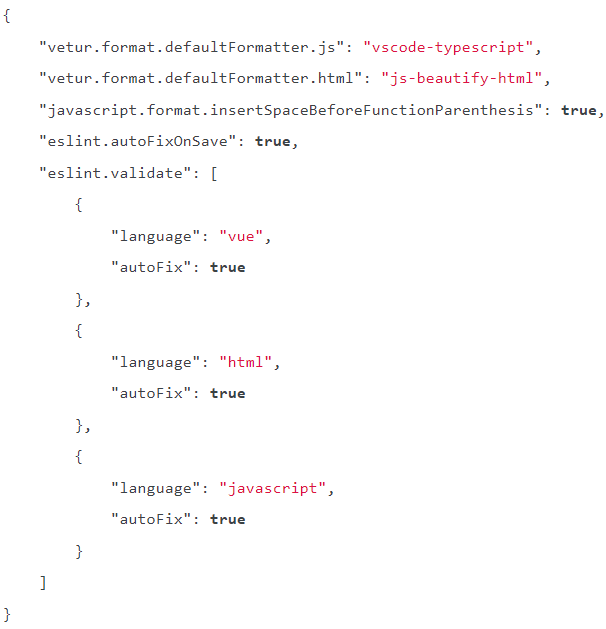 {
    "vetur.format.defaultFormatter.js": "vscode-typescript",
    "vetur.format.defaultFormatter.html": "js-beautify-html",
    "javascript.format.insertSpaceBeforeFunctionParenthesis": true,
    "eslint.autoFixOnSave": true,
    "eslint.validate": [
        {
            "language": "vue",
            "autoFix": true
        },
        {
            "language": "html",
            "autoFix": true
        },
        {
            "language": "javascript",
            "autoFix": true
        }
    ]
}